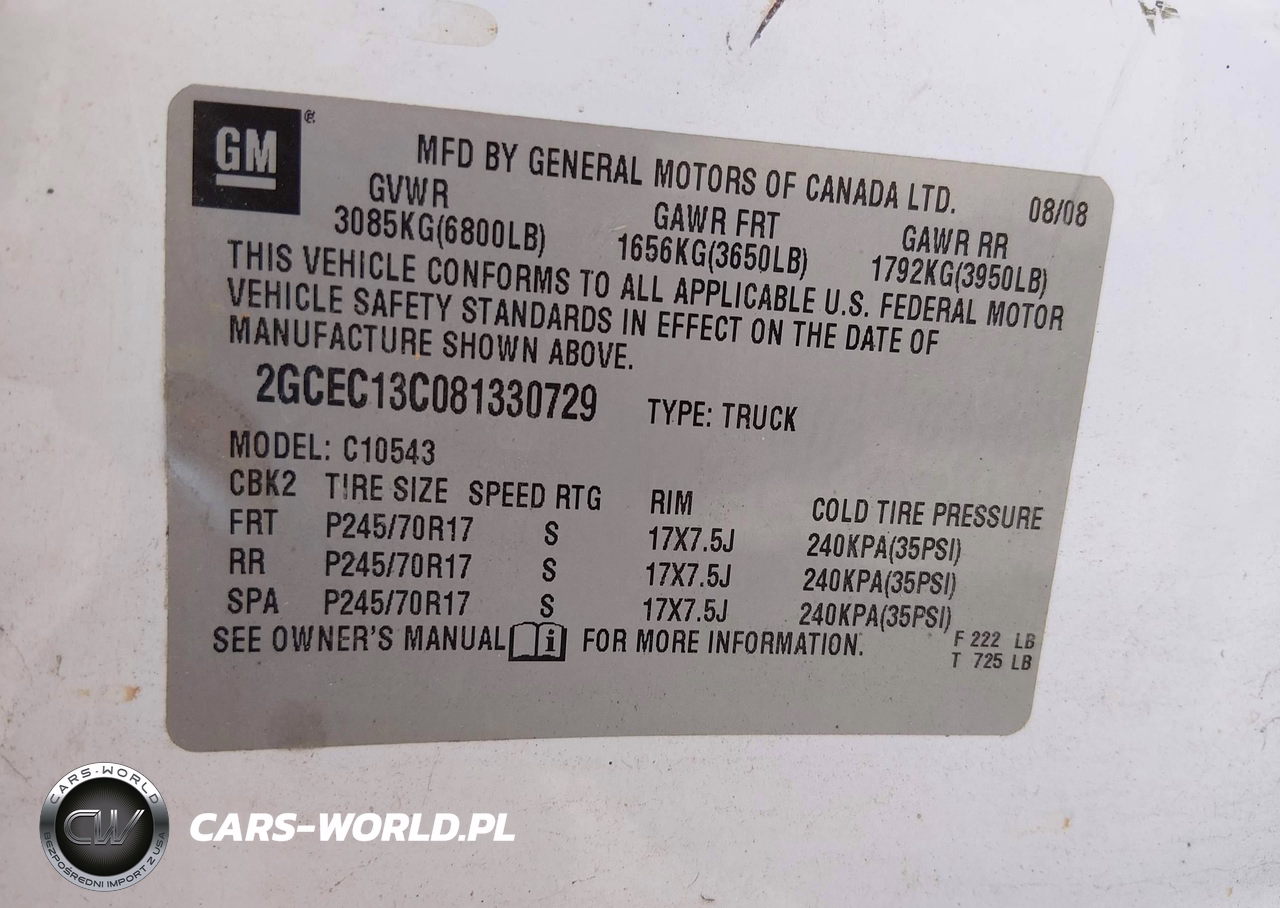 GM®
MFD BY GENERAL MOTORS OF CANADA LTD.
08/08
GVWR GAWR FRT GAWR RR
3085KG(6800LB) 1656KG(3650LB) 1792KG(3950LB)
THIS VEHICLE CONFORMS TO ALL APPLICABLE U.S. FEDERAL MOTOR
VEHICLE SAFETY STANDARDS IN EFFECT ON THE DATE OF
MANUFACTURE SHOWN ABOVE.
2GCEC13C081330729 TYPE: TRUCK
MODEL: C10543
CBK2 TIRE SIZE SPEED RTG RIM COLD TIRE PRESSURE
FRT P245/70R17 S 17X7.5J 240KPA(35PSI)
RR P245/70R17 S 17X7.5J 240KPA(35PSI)
SPA P245/70R17 S 17X7.5J 240KPA(35PSI)
SEE OWNER'S MANUAL i FOR MORE INFORMATION.
F 222 LB
T 725 LB
CARS-WORLD
CW
BEZPOŚREDNI IMPORT Z USA
CARS-WORLD.PL